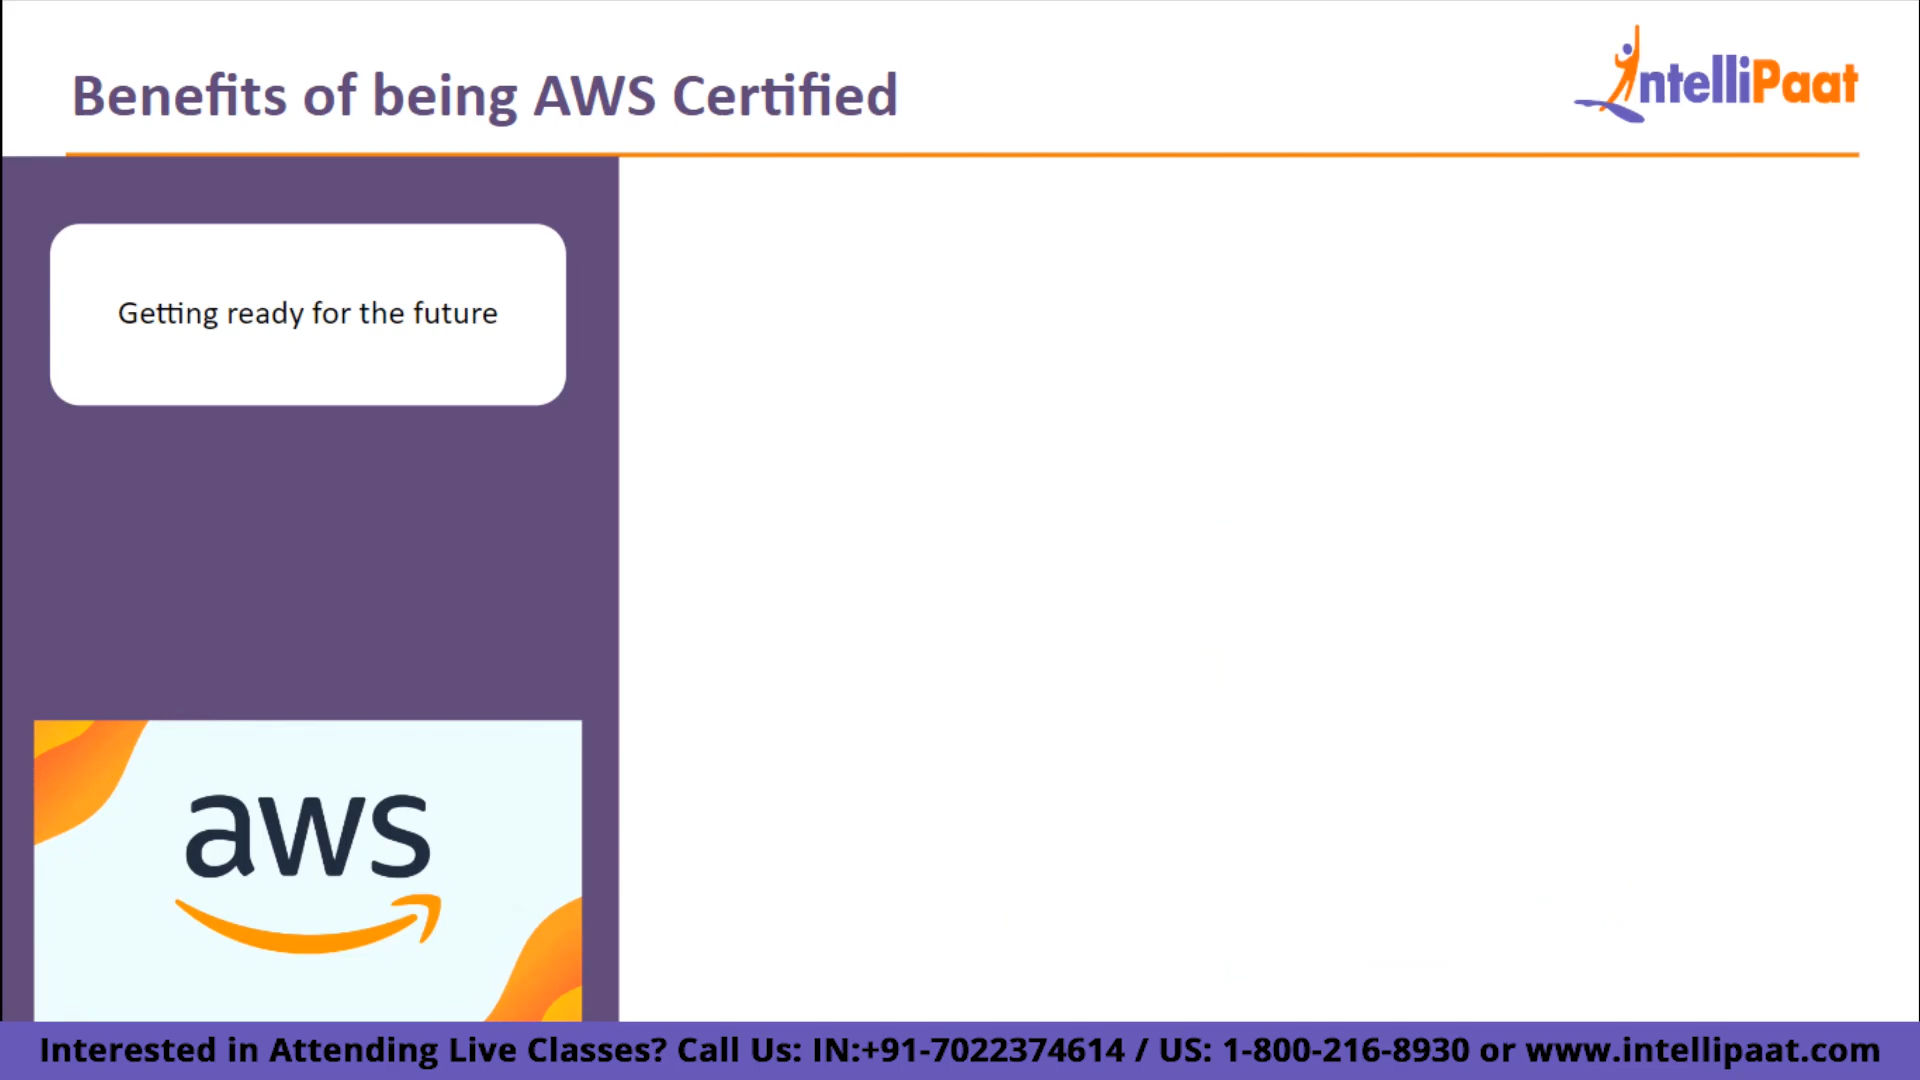 Benefits of being AWS Certified
IntelliPaat
Getting ready for the future
aws
Interested in Attending Live Classes? Call Us: IN:+91-7022374614 / US: 1-800-216-8930 or www.intellipaat.com